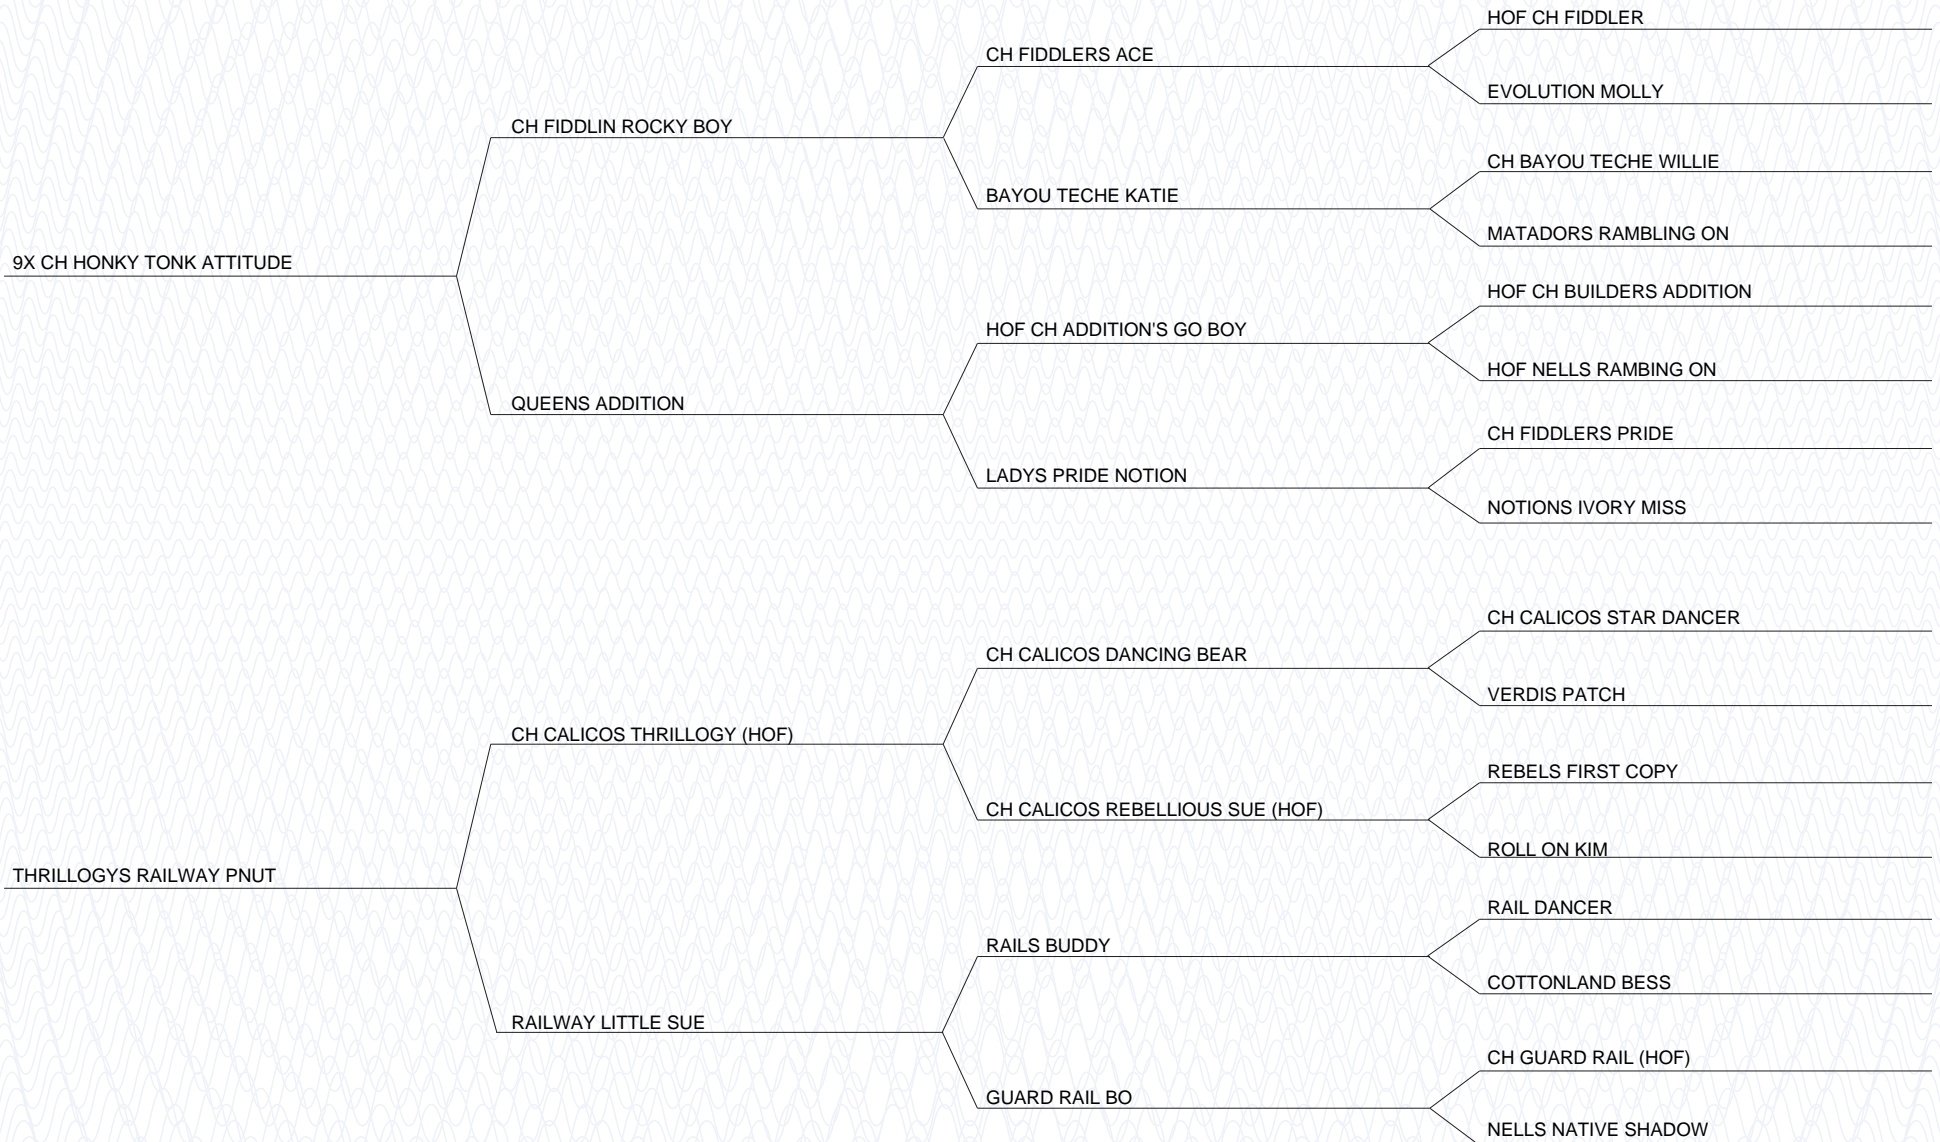 HOF CH FIDDLER
CH FIDDLERS ACE
EVOLUTION MOLLY
CH FIDDLIN ROCKY BOY
CH BAYOU TECHE WILLIE
BAYOU TECHE KATIE
MATADORS RAMBLING ON
9X CH HONKY TONK ATTITUDE
HOF CH BUILDERS ADDITION
HOF CH ADDITION'S GO BOY
HOF NELLS RAMBING ON
QUEENS ADDITION
CH FIDDLERS PRIDE
LADYS PRIDE NOTION
NOTIONS IVORY MISS
CH CALICOS STAR DANCER
CH CALICOS DANCING BEAR
VERDIS PATCH
CH CALICOS THRILLOGY (HOF)
REBELS FIRST COPY
CH CALICOS REBELLIOUS SUE (HOF)
ROLL ON KIM
THRILLOGYS RAILWAY PNUT
RAIL DANCER
RAILS BUDDY
COTTONLAND BESS
RAILWAY LITTLE SUE
CH GUARD RAIL (HOF)
GUARD RAIL BO
NELLS NATIVE SHADOW